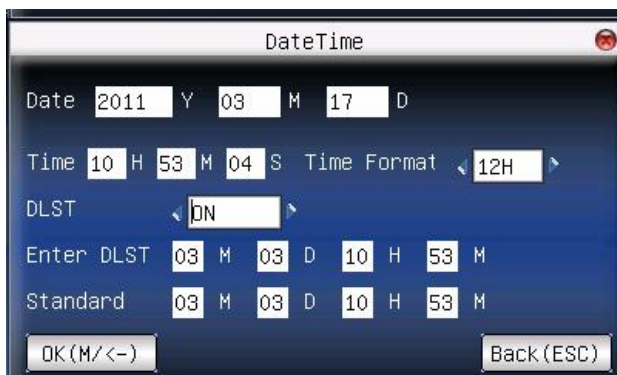 DateTime
Date 2011 Y 03 M 17 D
Time 10 H 53 M 04 S Time Format 12H
DLST ON
Enter DLST 03 M 03 D 10 H 53 M
Standard 03 M 03 D 10 H 53 M
OK(M/<-) Back(ESC)